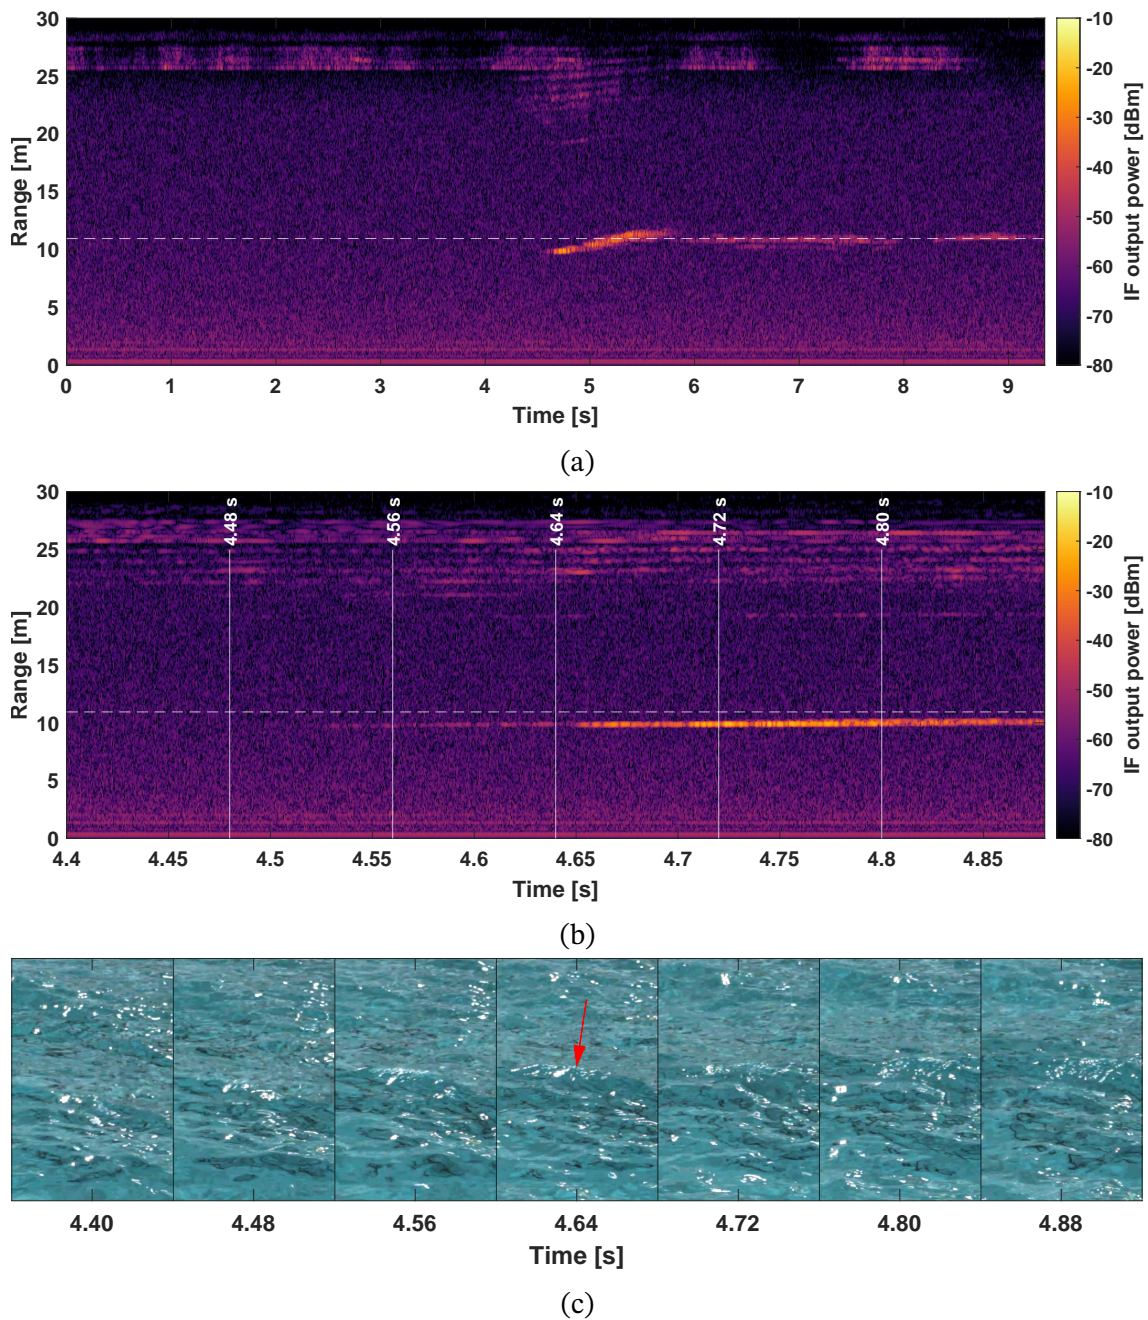 30
25
20
15
10
5
0
Range [m]
0 1 2 3 4 5 6 7 8 9
Time [s]
-10
-20
-30
-40
-50
-60
-70
-80
IF output power [dBm]
(a)
30
25
20
15
10
5
0
Range [m]
4.48 s 4.56 s 4.64 s 4.72 s 4.80 s
4.4 4.45 4.5 4.55 4.6 4.65 4.7 4.75 4.8 4.85
Time [s]
-10
-20
-30
-40
-50
-60
-70
-80
IF output power [dBm]
(b)
4.40 4.48 4.56 4.64 4.72 4.80 4.88
Time [s]
(c)